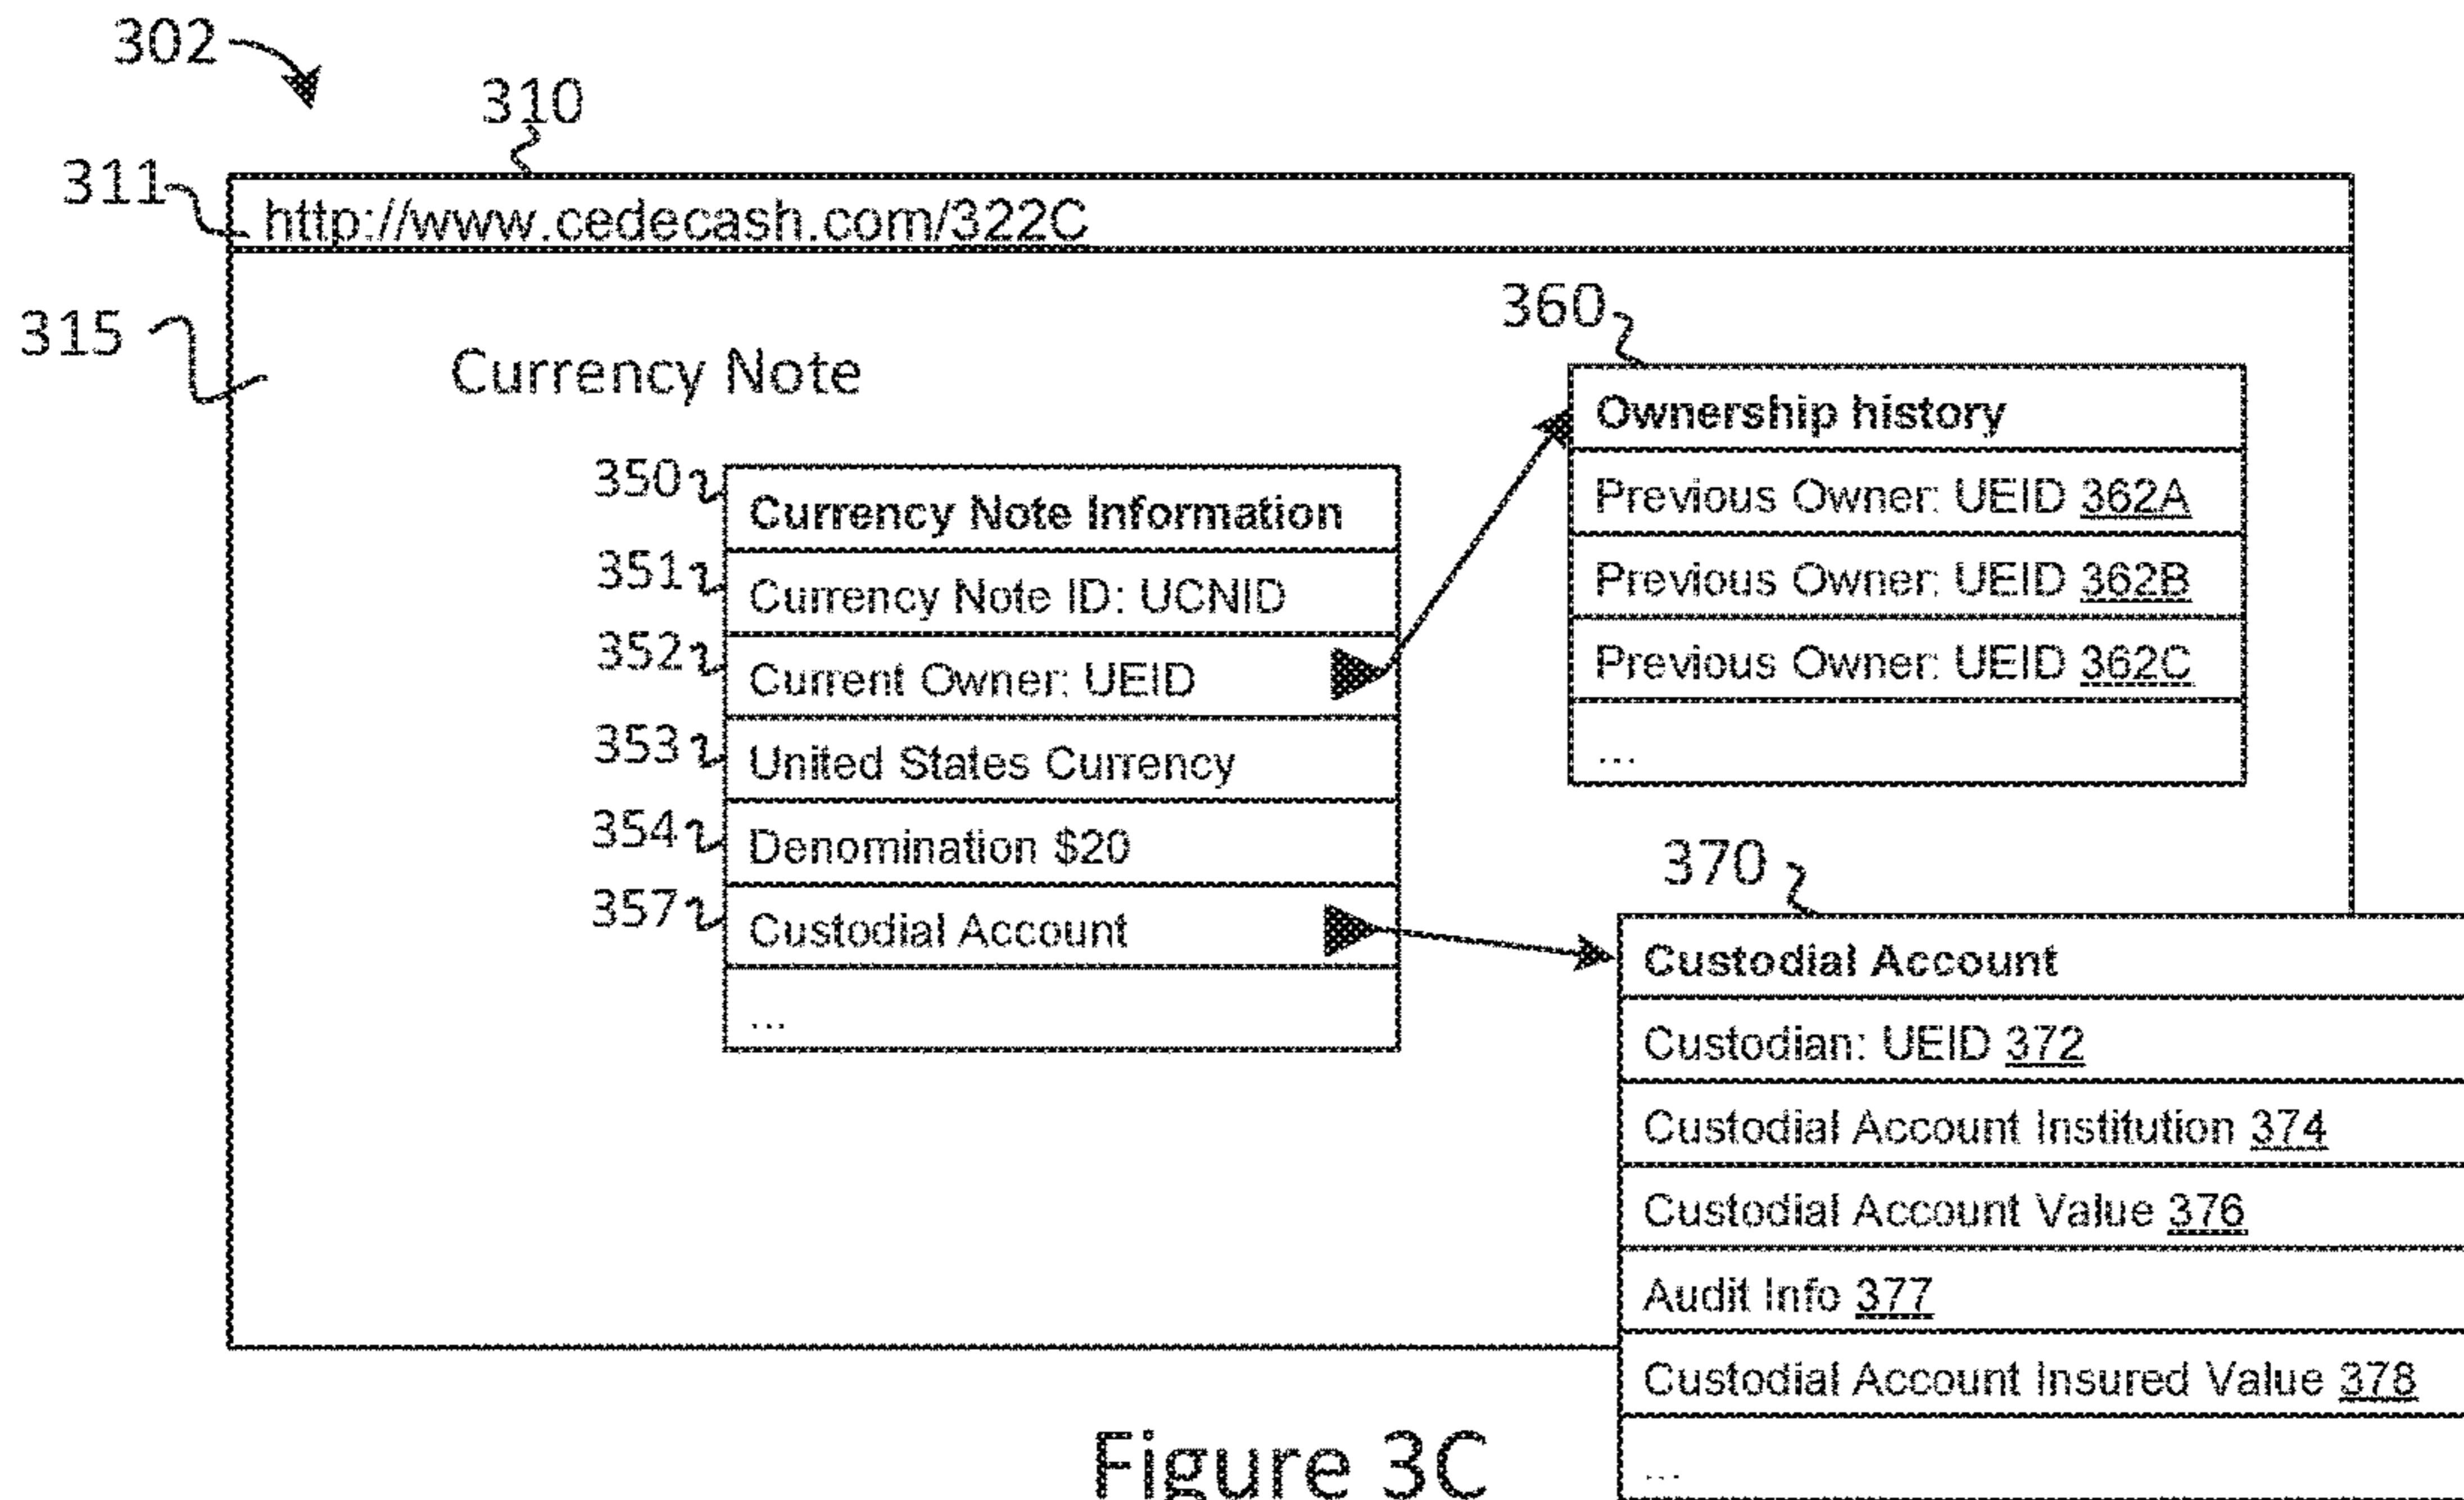 302
310
311
http://www.cedecash.com/322C
315
Currency Note
350
Currency Note Information
351
Currency Note ID: UCNID
352
Current Owner: UEID
353
United States Currency
354
Denomination $20
357
Custodial Account
...
360
Ownership history
Previous Owner: UEID 362A
Previous Owner: UEID 362B
Previous Owner: UEID 362C
...
370
Custodial Account
Custodian: UEID 372
Custodial Account Institution 374
Custodial Account Value 376
Audit Info 377
Custodial Account Insured Value 378
...
Figure 3C